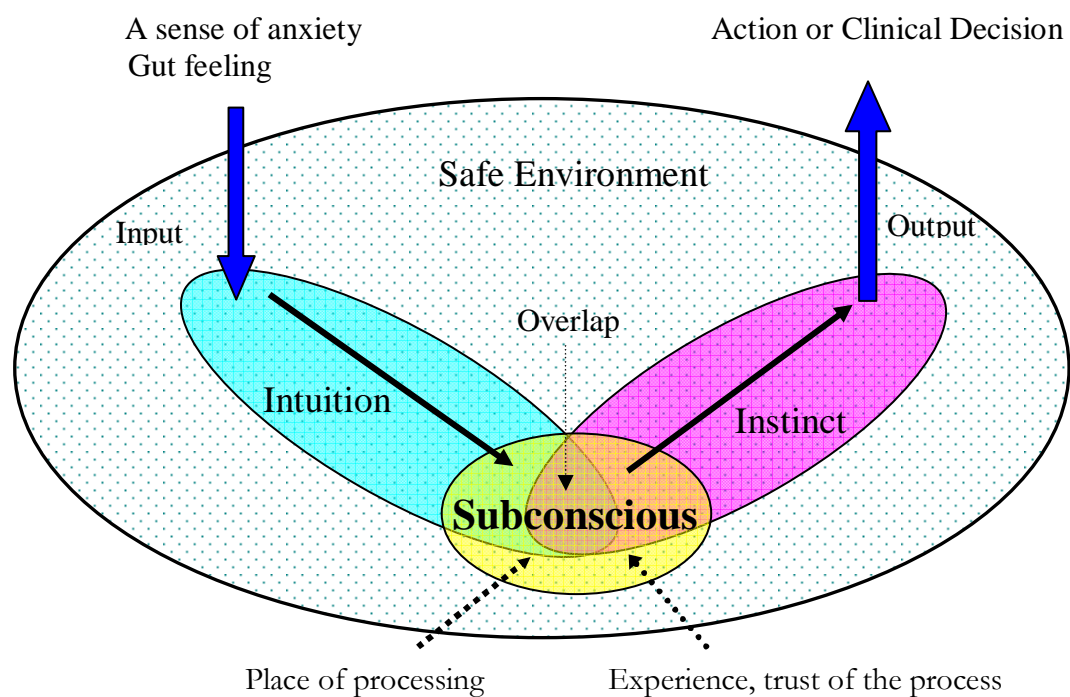 A sense of anxiety
Gut feeling
Action or Clinical Decision
Safe Environment
Input
Output
Overlap
Intuition
Instinct
Subconscious
Place of processing
Experience, trust of the process